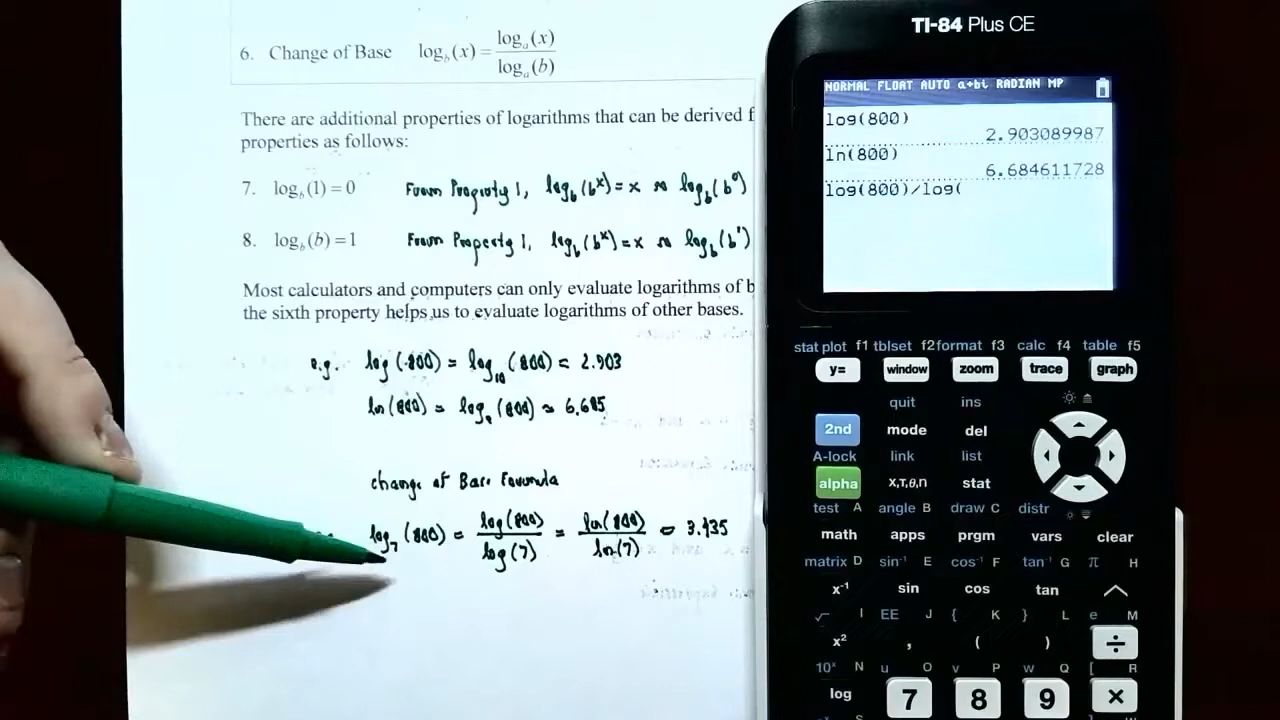 6. Change of Base log_b(x) = log_a(x) / log_a(b)
There are additional properties of logarithms that can be derived f
properties as follows:
7. log_b(1) = 0 From Property 1, log_b(b^x) = x ⇒ log_b(b^0)
8. log_b(b) = 1 From Property 1, log_b(b^x) = x ⇒ log_b(b^1)
Most calculators and computers can only evaluate logarithms of b
the sixth property helps us to evaluate logarithms of other bases.
e.g. log(800) = log_10(800) = 2.903
ln(800) = log_e(800) ≈ 6.685
Change of Base Formula
log_7(800) = log(800) / log(7) = ln(800) / ln(7) = 3.435
TI-84 Plus CE
NORMAL FLOAT AUTO a+bi RADIAN MP
log(800)
2.903089987
ln(800)
6.684611728
log(800)/log(
stat plot f1 tblset f2 format f3 calc f4 table f5
y= window zoom trace graph
quit ins
2nd mode del
A-lock link list
alpha x,T,θ,n stat
test A angle B draw C distr
math apps prgm vars clear
matrix D sin⁻¹ E cos⁻¹ F tan⁻¹ G π H
x⁻¹ sin cos tan ^
√ I EE J { K } L e M
x² , ( ) ÷
10ˣ N u O v P w Q [ R
log 7 8 9 ×
S